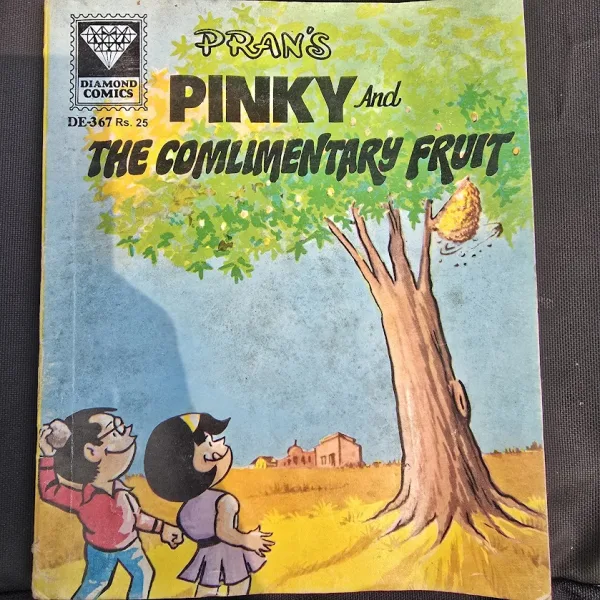 PRAN'S
DIAMOND
COMICS
PINKY And
DE-367 Rs. 25
THE COMLIMENTARY FRUIT